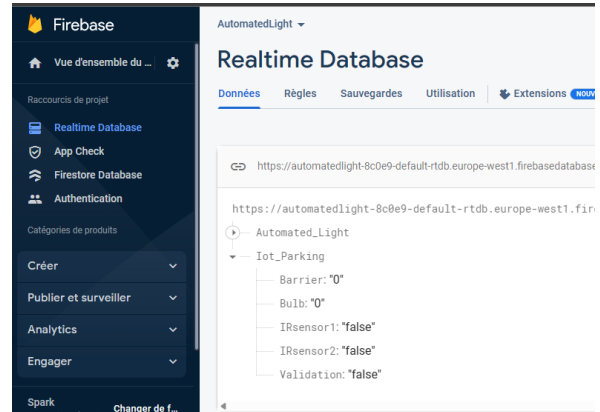 Firebase
Vue d'ensemble du ...
Raccourcis de projet
Realtime Database
App Check
Firestore Database
Authentication
Catégories de produits
Créer
Publier et surveiller
Analytics
Engager
Spark
Changer de f...
AutomatedLight
Realtime Database
Données Règles Sauvegardes Utilisation Extensions NOUV
https://automatedlight-8c0e9-default-rtdb.europe-west1.firebasedatabase
https://automatedlight-8c0e9-default-rtdb.europe-west1.fire
Automated_Light
Iot_Parking
Barrier: "0"
Bulb: "0"
IRsensor1: "false"
IRsensor2: "false"
Validation: "false"